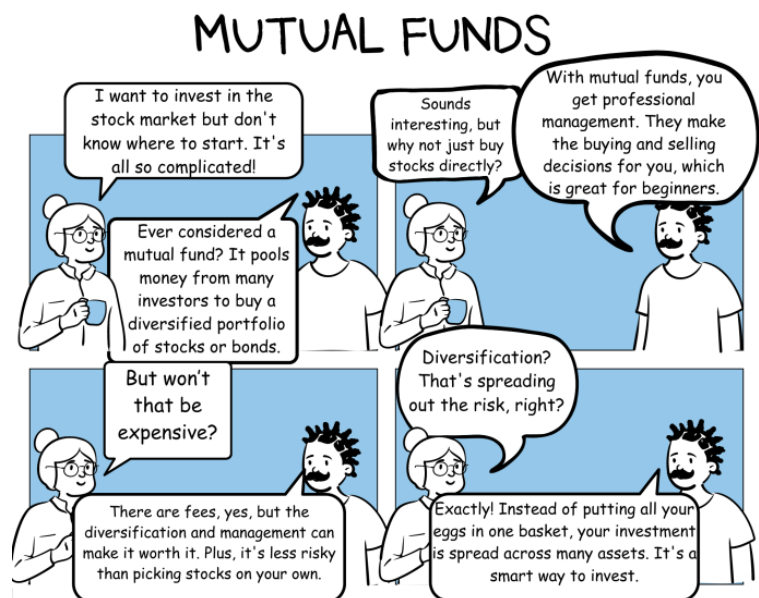 MUTUAL FUNDS
I want to invest in the
stock market but don't
know where to start. It's
all so complicated!
Ever considered a
mutual fund? It pools
money from many
investors to buy a
diversified portfolio
of stocks or bonds.
Sounds
interesting, but
why not just buy
stocks directly?
With mutual funds, you
get professional
management. They make
the buying and selling
decisions for you, which
is great for beginners.
But won't
that be
expensive?
There are fees, yes, but the
diversification and management can
make it worth it. Plus, it's less risky
than picking stocks on your own.
Diversification?
That's spreading
out the risk, right?
Exactly! Instead of putting all your
eggs in one basket, your investment
is spread across many assets. It's a
smart way to invest.